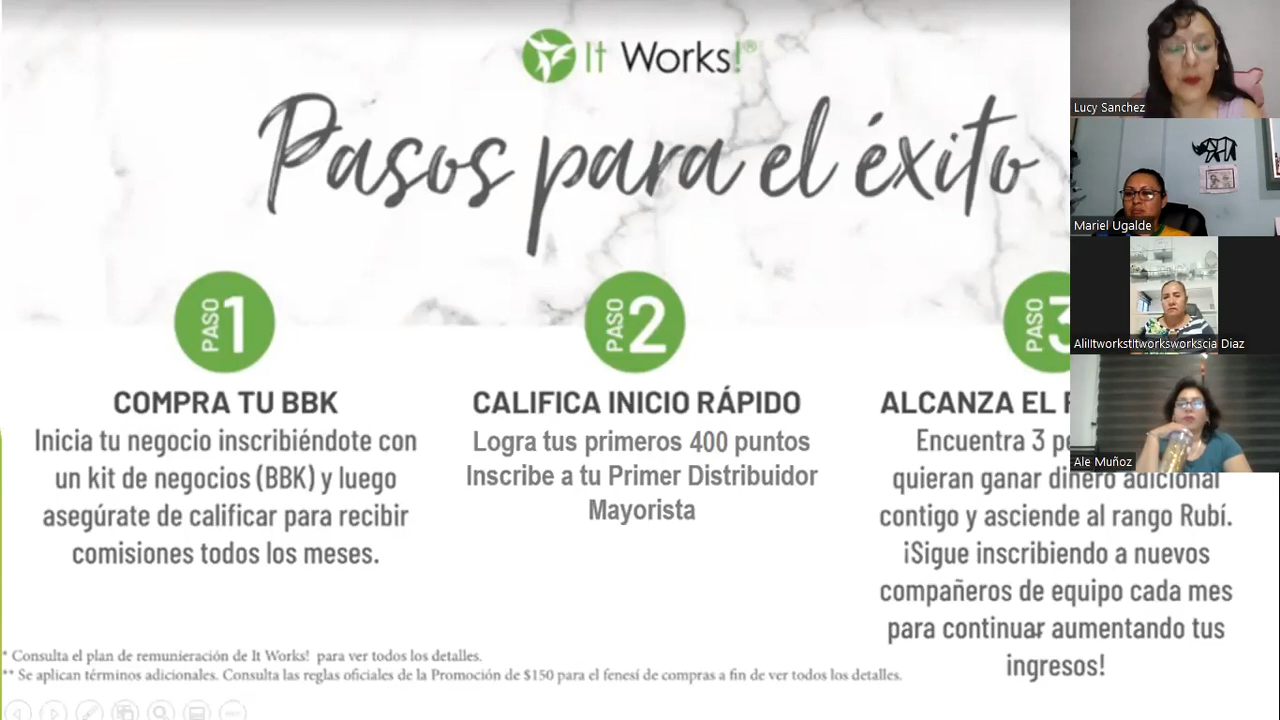 It Works!®
Pasos para el éxito
PASO 1
COMPRA TU BBK
Inicia tu negocio inscribiéndote con
un kit de negocios (BBK) y luego
asegúrate de calificar para recibir
comisiones todos los meses.
PASO 2
CALIFICA INICIO RÁPIDO
Logra tus primeros 400 puntos
Inscribe a tu Primer Distribuidor
Mayorista
PASO 3
ALCANZA EL
Encuentra 3
quieran ganar dinero adicional
contigo y asciende al rango Rubí.
¡Sigue inscribiendo a nuevos
compañeros de equipo cada mes
para continuar aumentando tus
ingresos!
* Consulta el plan de remunieración de It Works! para ver todos los detalles.
** Se aplican términos adicionales. Consulta las reglas oficiales de la Promoción de $150 para el fenesí de compras a fin de ver todos los detalles.
Lucy Sanchez
Mariel Ugalde
AliIItworkstItworksworkscia Diaz
Ale Muñoz